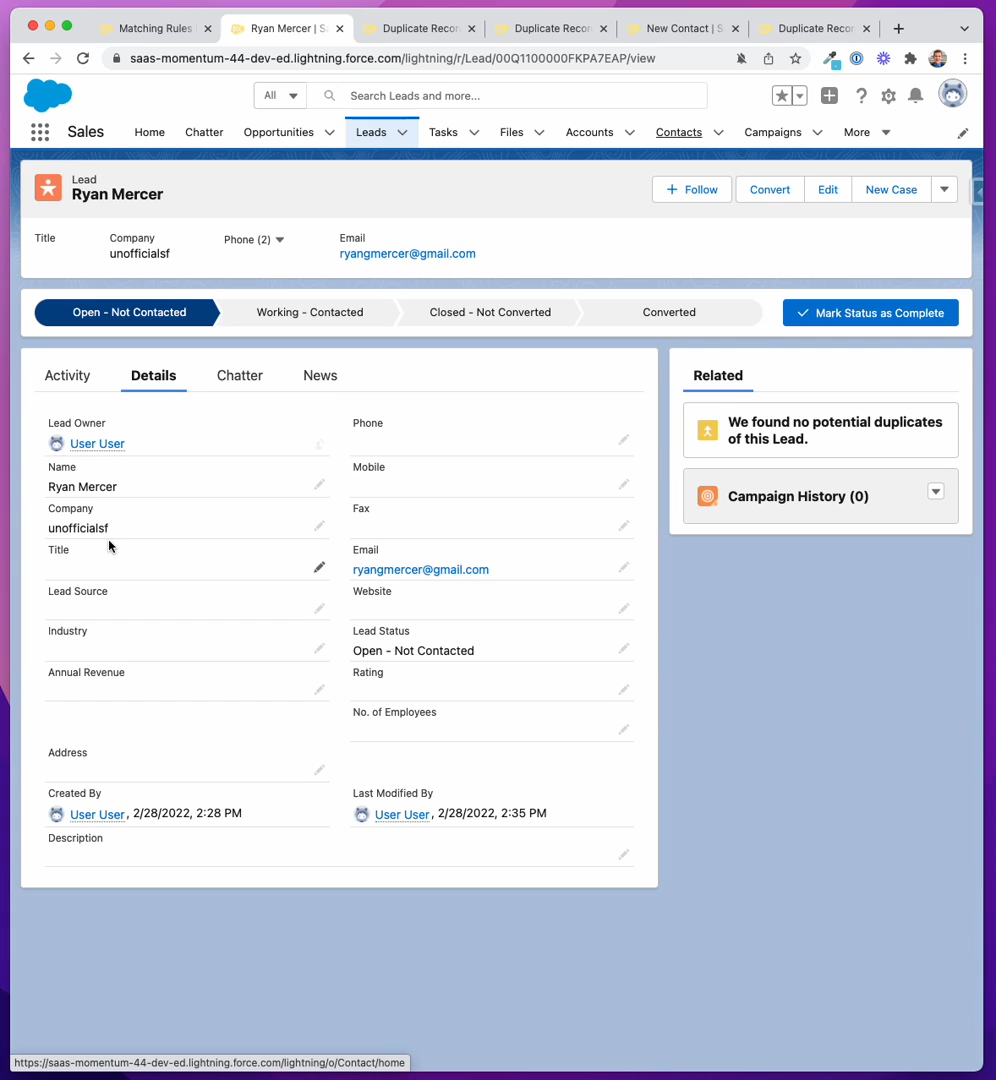 Matching Rules
Ryan Mercer | S
Duplicate Recor
Duplicate Recor
New Contact | S
Duplicate Recor
saas-momentum-44-dev-ed.lightning.force.com/lightning/r/Lead/00Q1100000FKPA7EAP/view
All
Search Leads and more...
Sales
Home
Chatter
Opportunities
Leads
Tasks
Files
Accounts
Contacts
Campaigns
More
Lead
Ryan Mercer
Follow
Convert
Edit
New Case
Title
Company
unofficialsf
Phone (2)
Email
ryangmercer@gmail.com
Open - Not Contacted
Working - Contacted
Closed - Not Converted
Converted
Mark Status as Complete
Activity
Details
Chatter
News
Lead Owner
User User
Name
Ryan Mercer
Company
unofficialsf
Title
Lead Source
Industry
Annual Revenue
Address
Created By
User User , 2/28/2022, 2:28 PM
Description
Phone
Mobile
Fax
Email
ryangmercer@gmail.com
Website
Lead Status
Open - Not Contacted
Rating
No. of Employees
Last Modified By
User User , 2/28/2022, 2:35 PM
Related
We found no potential duplicates
of this Lead.
Campaign History (0)
https://saas-momentum-44-dev-ed.lightning.force.com/lightning/o/Contact/home